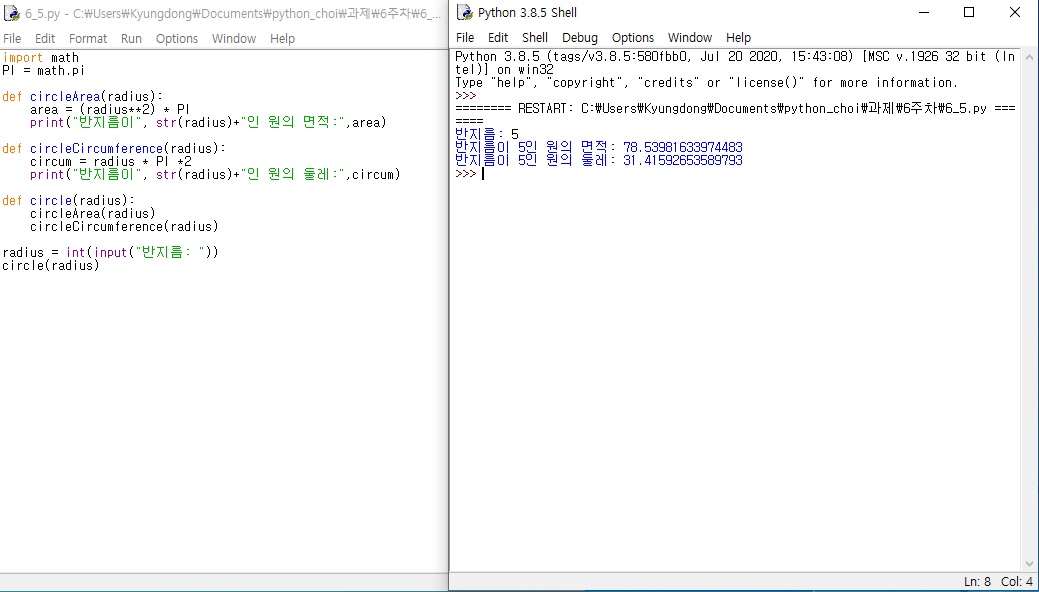 6_5.py - C:₩Users₩Kyungdong₩Documents₩python_choi₩과제₩6주차₩6_...
File Edit Format Run Options Window Help
import math
PI = math.pi
def circleArea(radius):
area = (radius**2) * PI
print("반지름이", str(radius)+"인 원의 면적:",area)
def circleCircumference(radius):
circum = radius * PI *2
print("반지름이", str(radius)+"인 원의 둘레:",circum)
def circle(radius):
circleArea(radius)
circleCircumference(radius)
radius = int(input("반지름: "))
circle(radius)
Python 3.8.5 Shell
File Edit Shell Debug Options Window Help
Python 3.8.5 (tags/v3.8.5:580fbb0, Jul 20 2020, 15:43:08) [MSC v.1926 32 bit (In
tel)] on win32
Type "help", "copyright", "credits" or "license()" for more information.
>>>
======== RESTART: C:₩Users₩Kyungdong₩Documents₩python_choi₩과제₩6주차₩6_5.py ===
====
반지름: 5
반지름이 5인 원의 면적: 78.53981633974483
반지름이 5인 원의 둘레: 31.41592653589793
>>>
Ln: 8 Col: 4